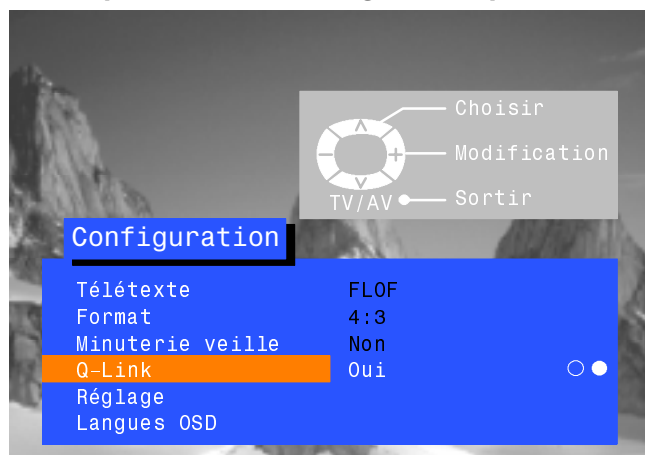 Choisir
Modification
TV/AV Sortir
Configuration
Télétexte FLOF
Format 4:3
Minuterie veille Non
Q-Link Oui
Réglage
Langues OSD